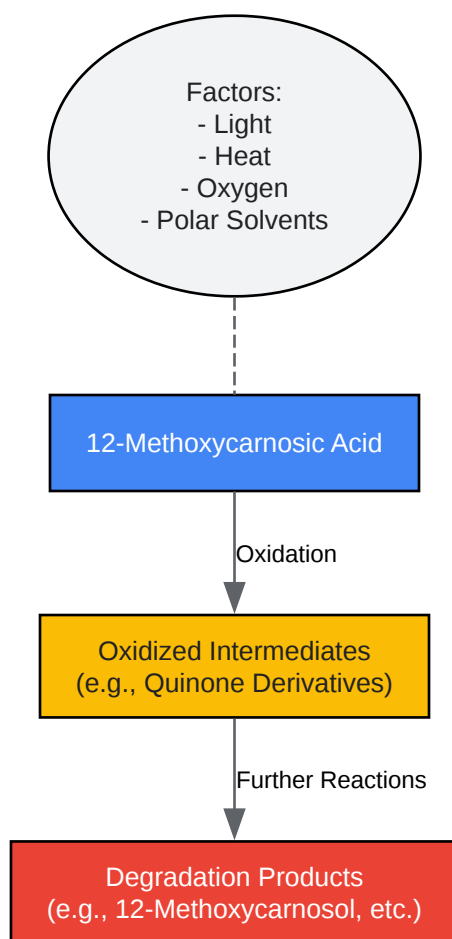 Factors:
- Light
- Heat
- Oxygen
- Polar Solvents
12-Methoxycarnosic Acid
Oxidation
Oxidized Intermediates
(e.g., Quinone Derivatives)
Further Reactions
Degradation Products
(e.g., 12-Methoxycarnosol, etc.)